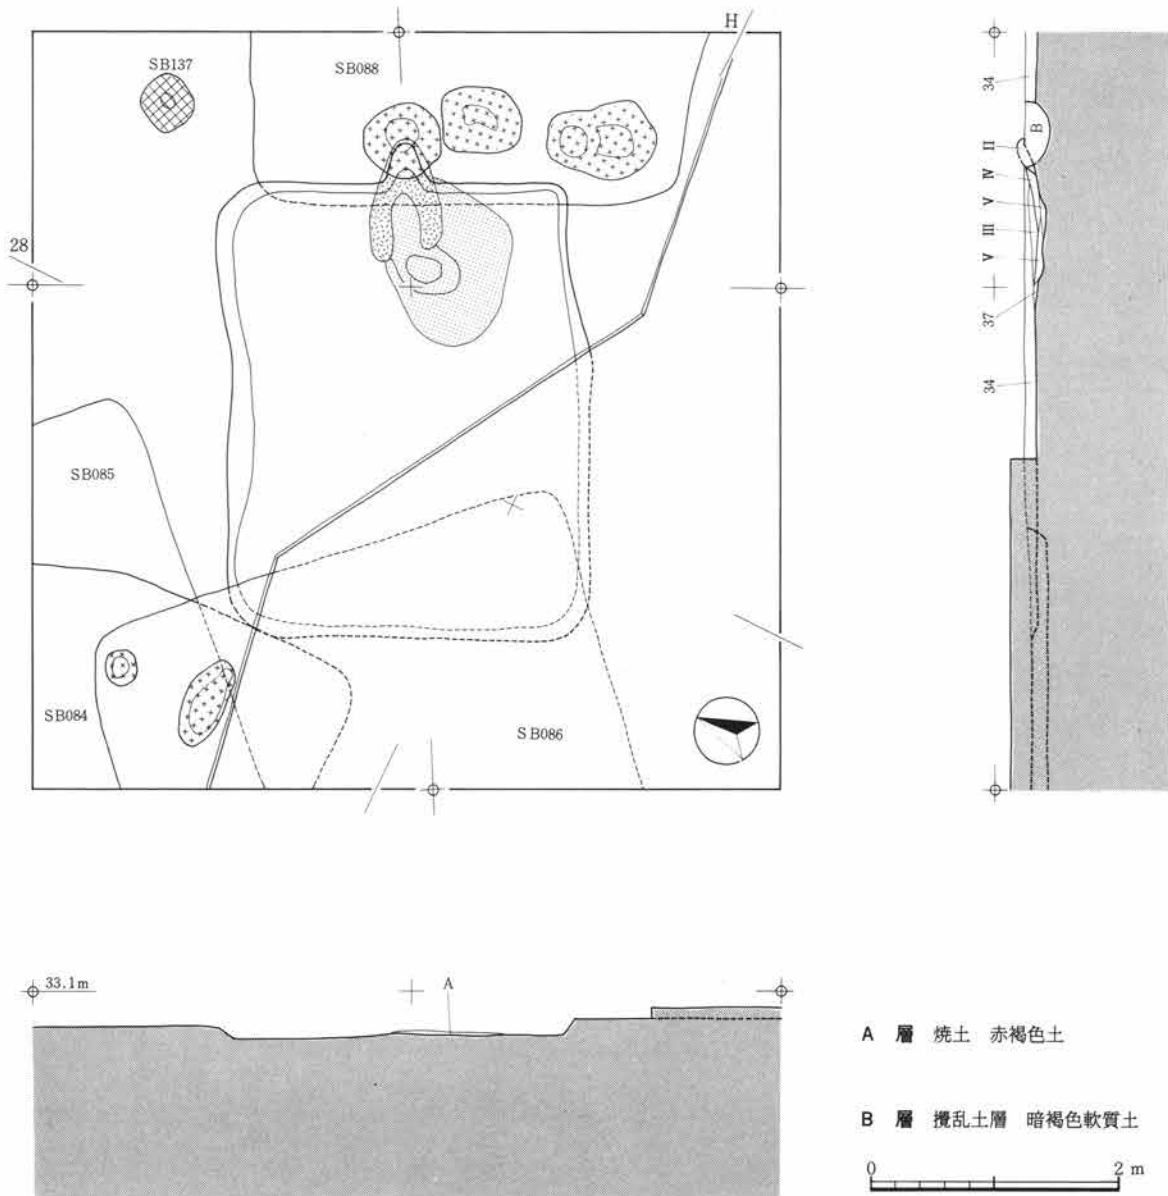 H
SB137
SB088
28
SB085
SB084
SB086
34
B
II
IV
V
III
V
37
34
33.1m
A
A 層 焼土 赤褐色土
B 層 攪乱土層 暗褐色軟質土
0 2 m